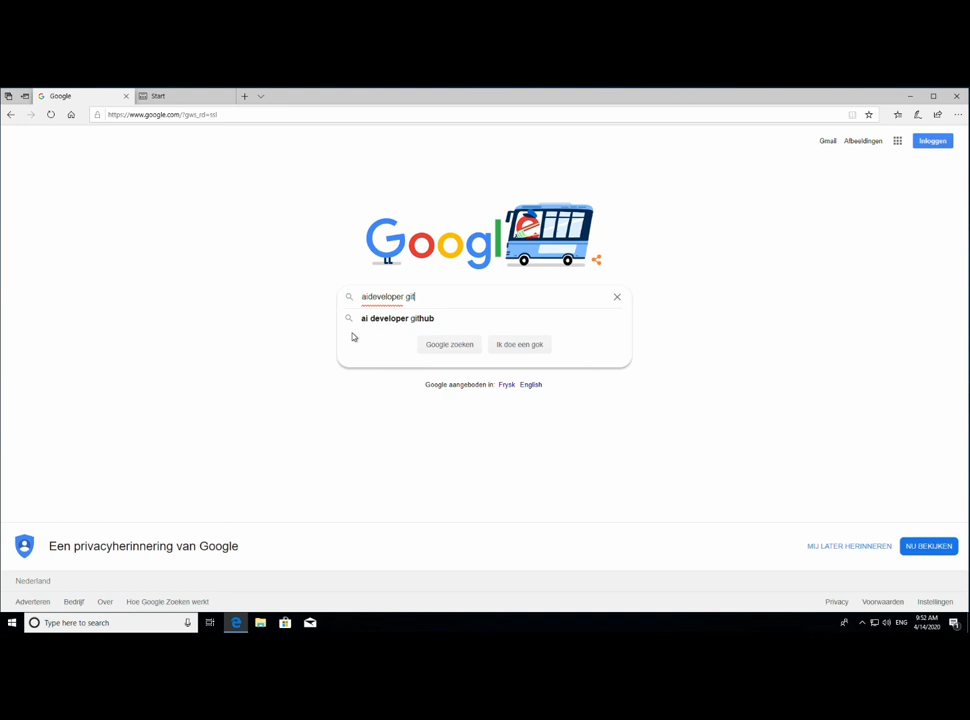 Google
Start
https://www.google.com/?gws_rd=ssl
Gmail
Afbeeldingen
Inloggen
Google
aideveloper git
ai developer github
Google zoeken
Ik doe een gok
Google aangeboden in: Frysk English
Een privacyherinnering van Google
MIJ LATER HERINNEREN
NU BEKIJKEN
Nederland
Adverteren
Bedrijf
Over
Hoe Google Zoeken werkt
Privacy
Voorwaarden
Instellingen
Type here to search
ENG
9:52 AM
4/14/2020